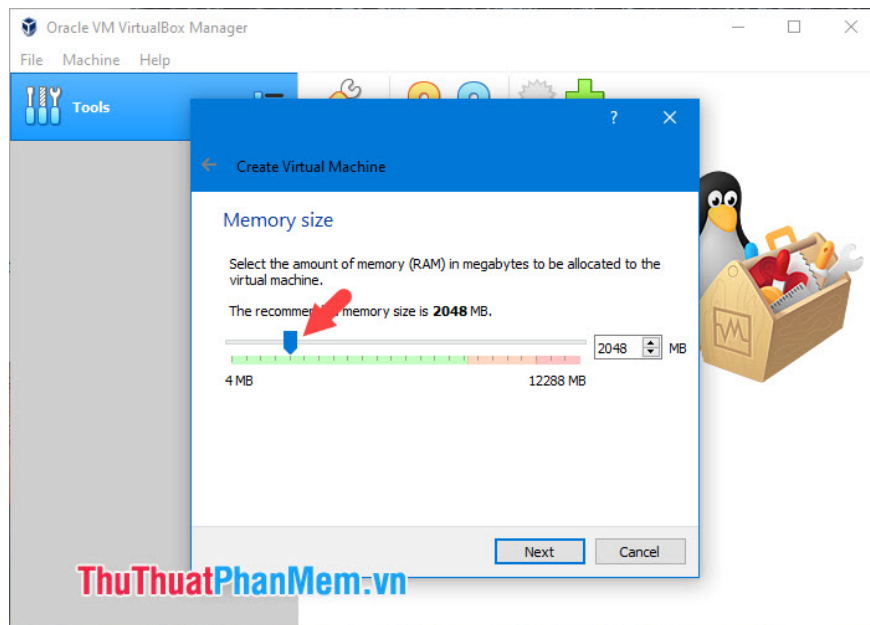 Oracle VM VirtualBox Manager
File Machine Help
Tools
?
Create Virtual Machine
Memory size
Select the amount of memory (RAM) in megabytes to be allocated to the
virtual machine.
The recommen memory size is 2048 MB.
2048 MB
4 MB 12288 MB
Next Cancel
ThuThuatPhanMem.vn